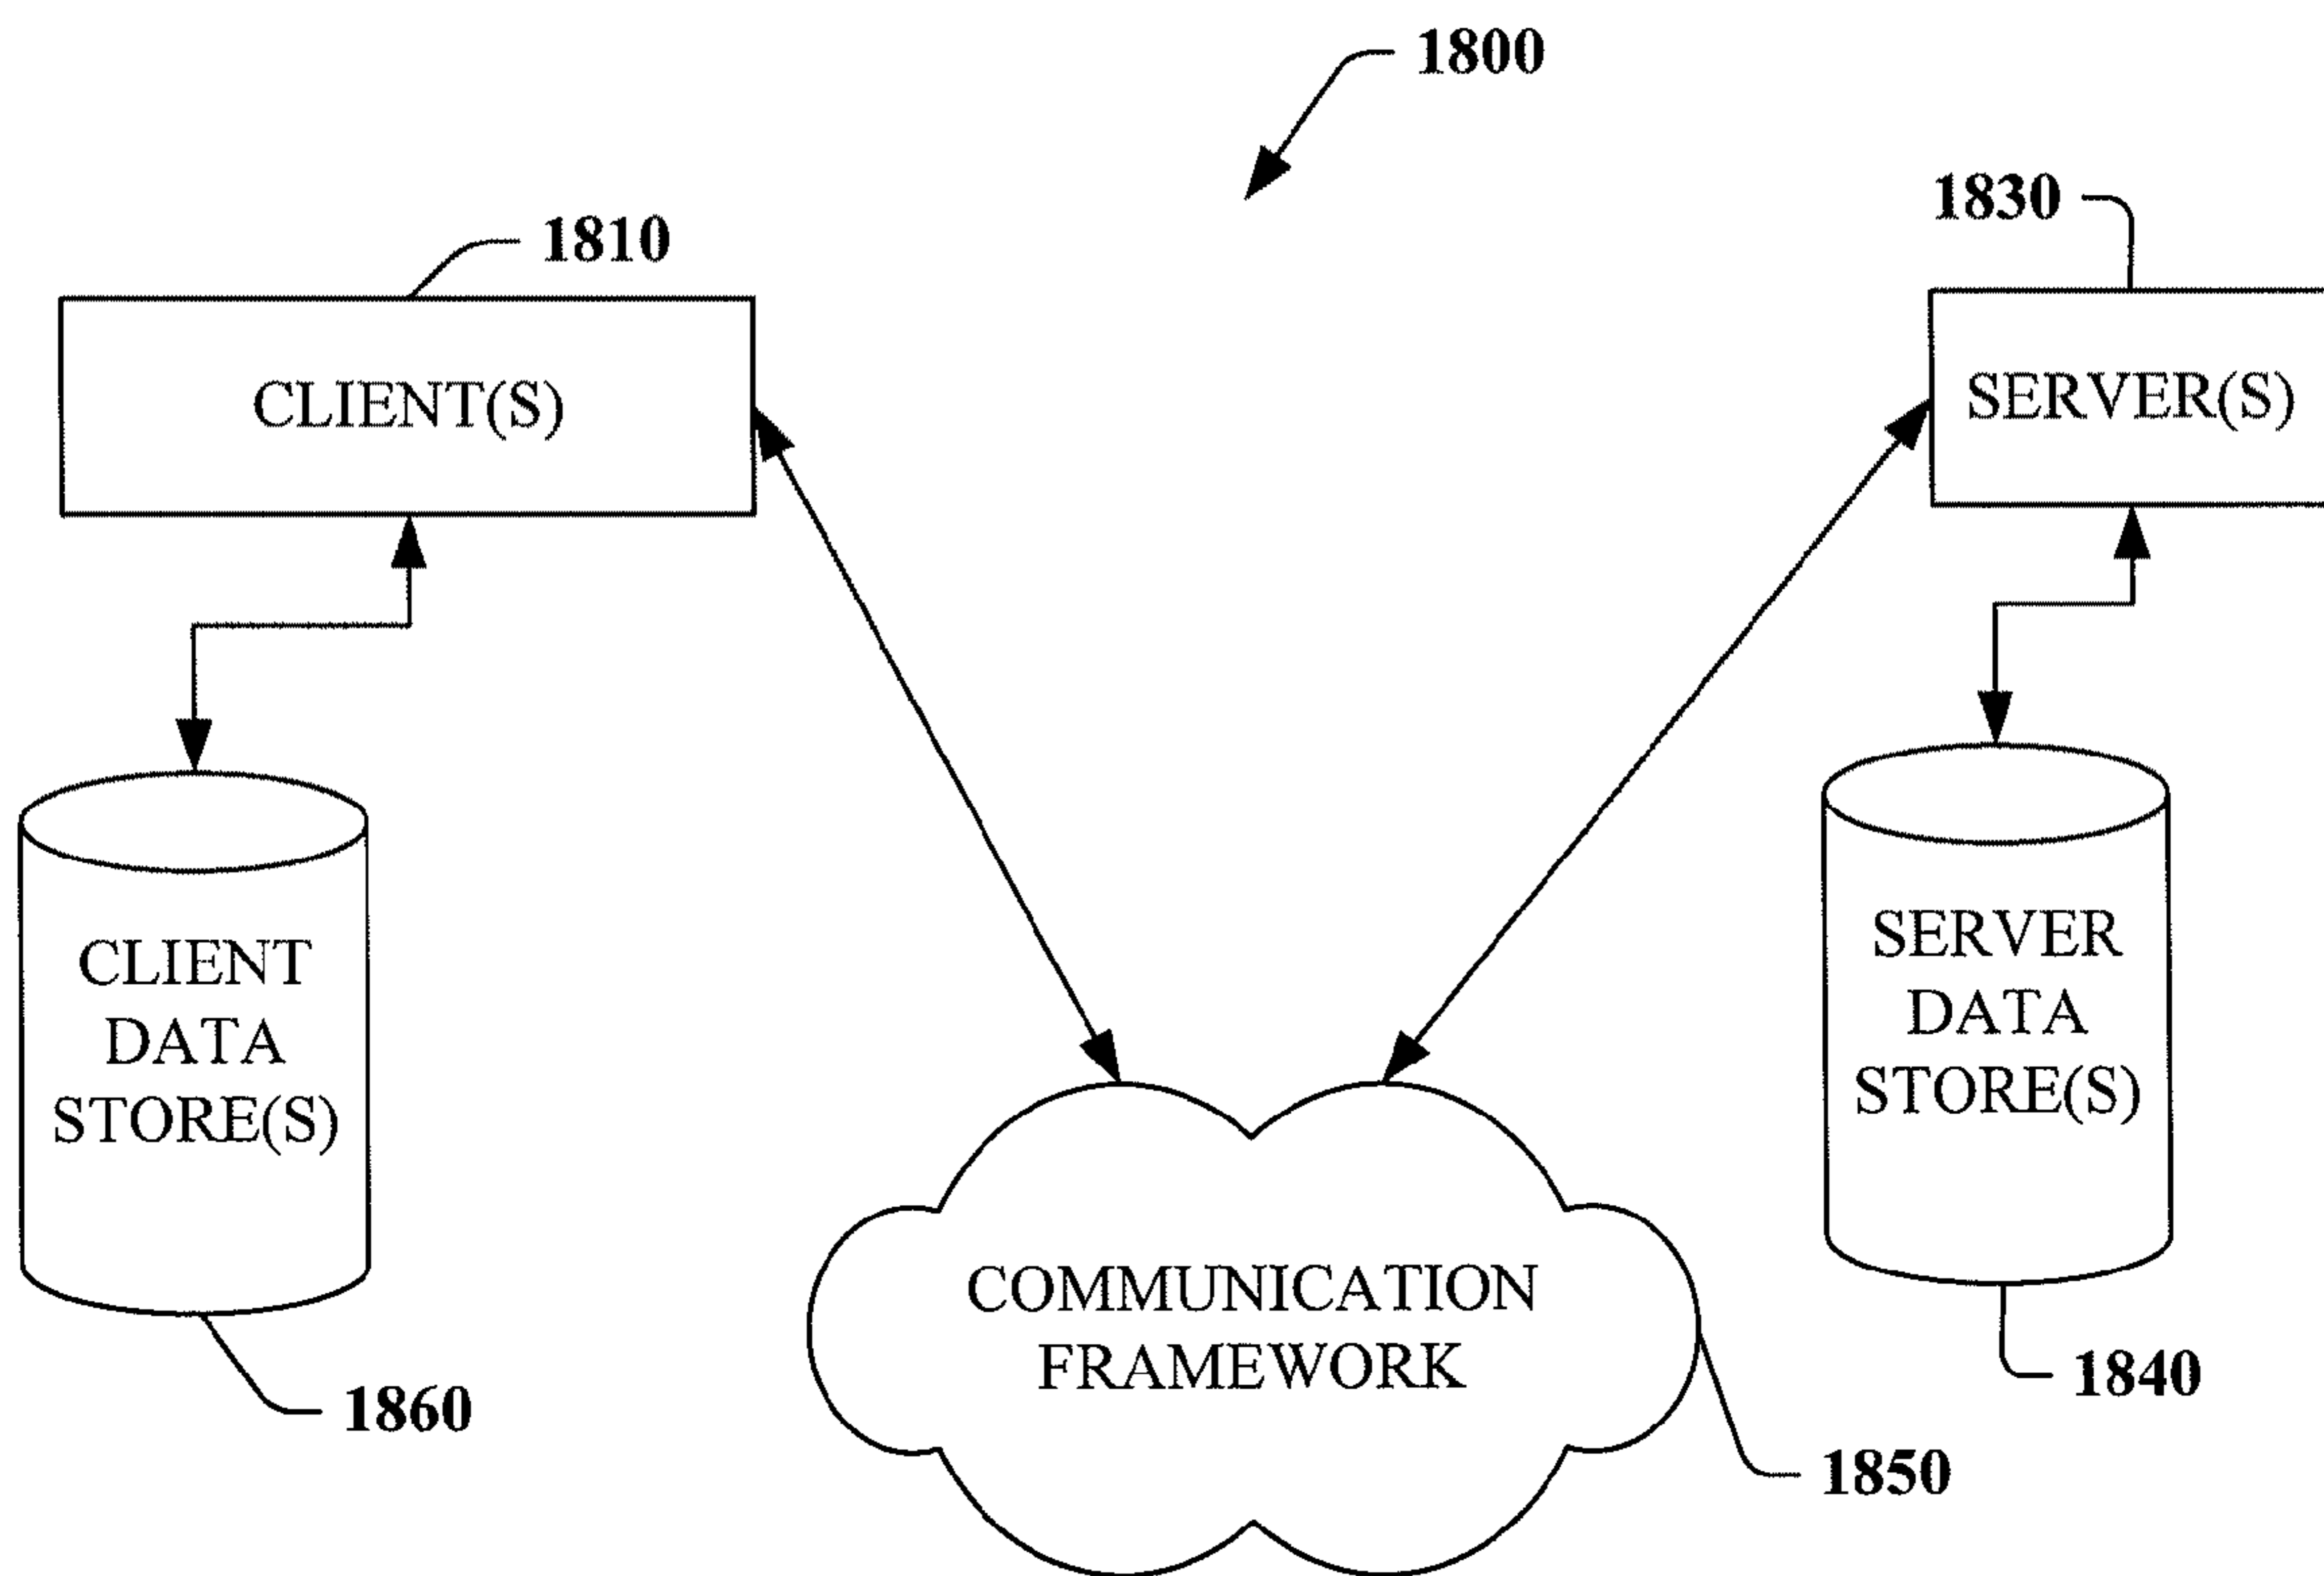 1800
1830
1810
CLIENT(S)
SERVER(S)
CLIENT
DATA
STORE(S)
SERVER
DATA
STORE(S)
COMMUNICATION
FRAMEWORK
1860
1840
1850